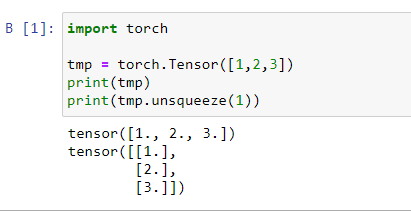 В [1]: import torch

tmp = torch.Tensor([1,2,3])
print(tmp)
print(tmp.unsqueeze(1))

tensor([1., 2., 3.])
tensor([[1.],
        [2.],
        [3.]])